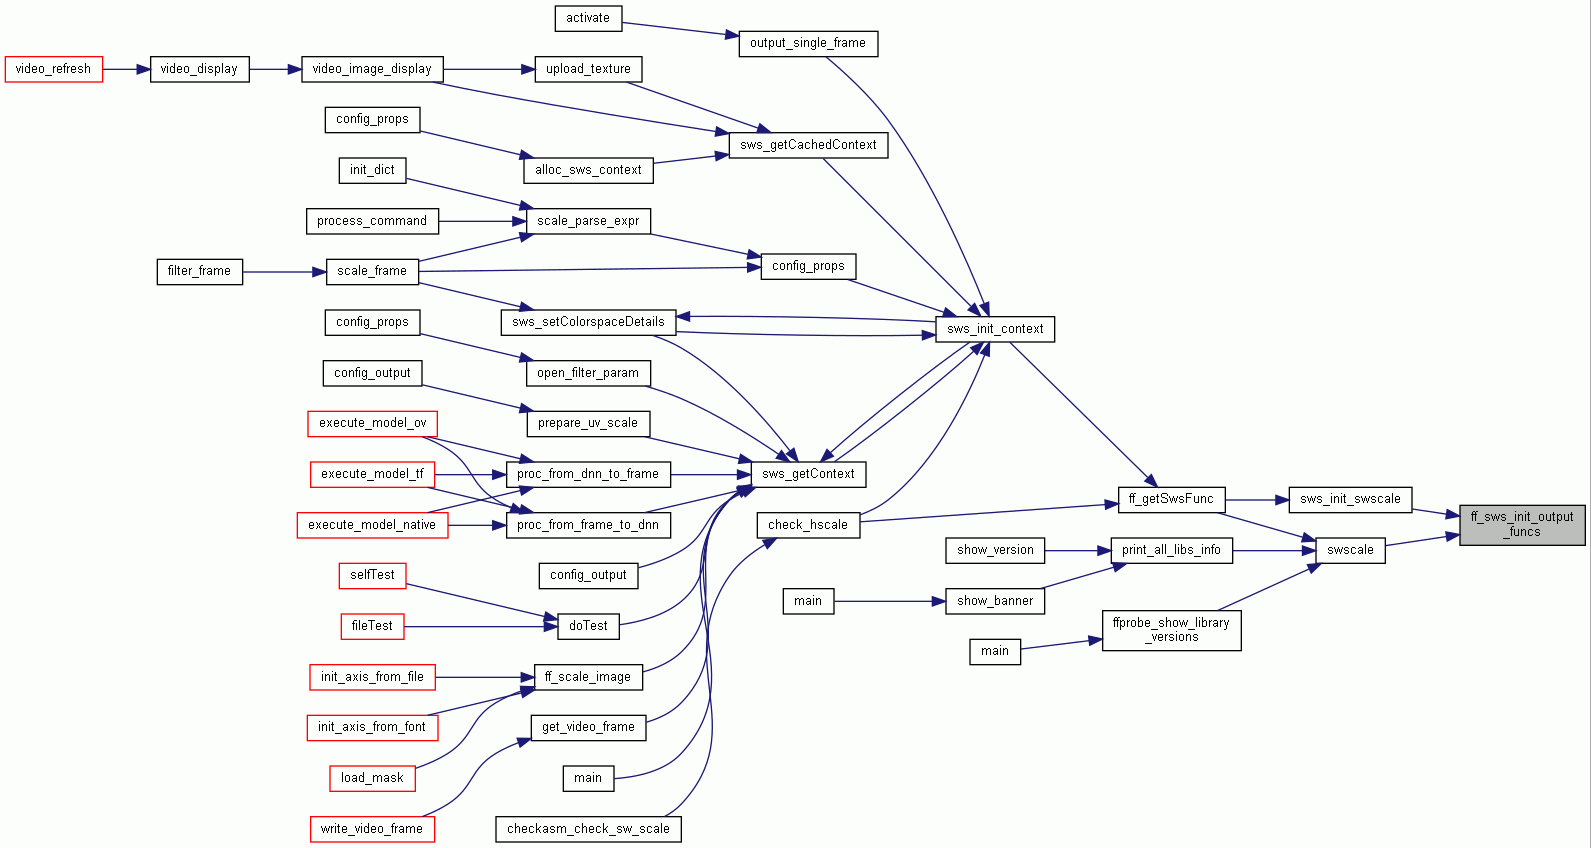 activate
output_single_frame
video_refresh
video_display
video_image_display
upload_texture
config_props
sws_getCachedContext
init_dict
alloc_sws_context
process_command
scale_parse_expr
filter_frame
scale_frame
config_props
config_props
sws_setColorspaceDetails
sws_init_context
config_output
open_filter_param
execute_model_ov
prepare_uv_scale
execute_model_tf
proc_from_dnn_to_frame
sws_getContext
execute_model_native
proc_from_frame_to_dnn
check_hscale
ff_getSwsFunc
sws_init_swscale
ff_sws_init_output
_funcs
show_version
print_all_libs_info
swscale
selfTest
config_output
main
show_banner
fileTest
doTest
main
ffprobe_show_library
_versions
init_axis_from_file
ff_scale_image
init_axis_from_font
get_video_frame
load_mask
main
write_video_frame
checkasm_check_sw_scale